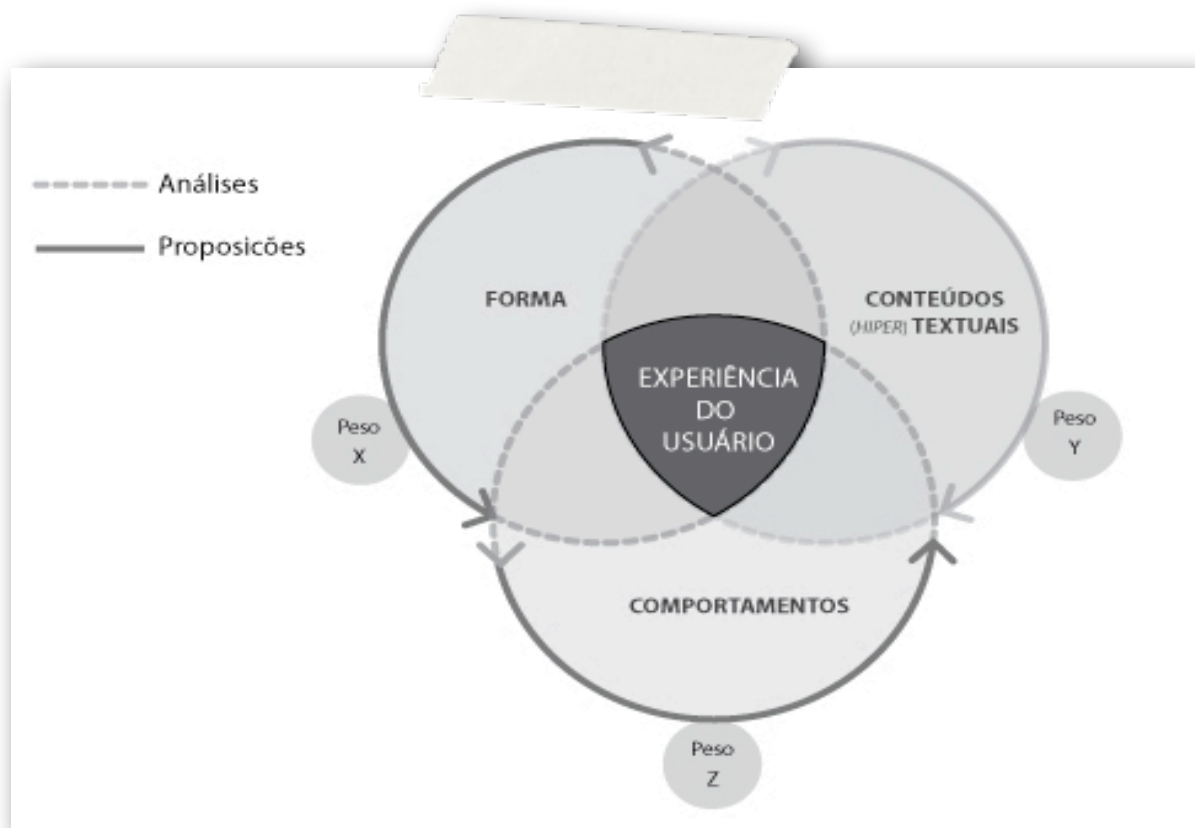 Análises
Proposicões
FORMA
CONTEÚDOS
(HIPER) TEXTUAIS
EXPERIÊNCIA
DO
USUÁRIO
Peso
X
Peso
Y
COMPORTAMENTOS
Peso
Z